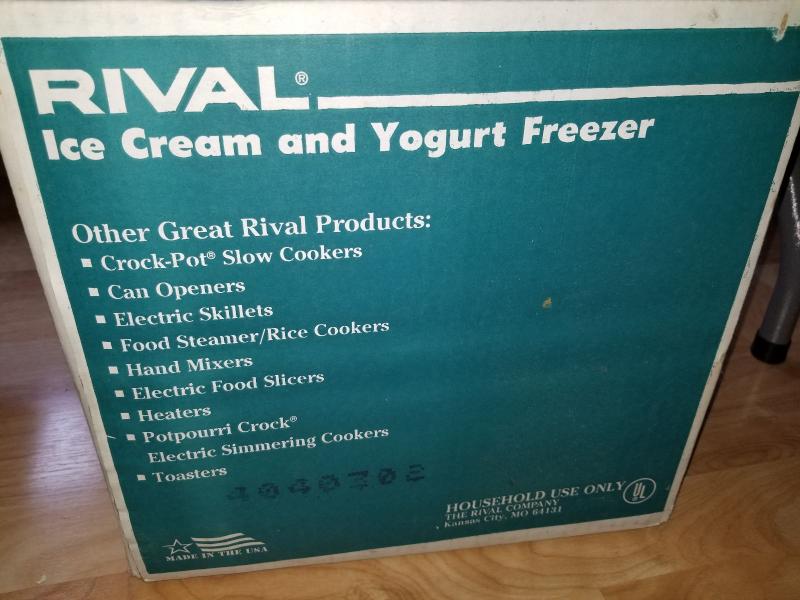 RIVAL®
Ice Cream and Yogurt Freezer
Other Great Rival Products:
▪ Crock-Pot® Slow Cookers
▪ Can Openers
▪ Electric Skillets
▪ Food Steamer/Rice Cookers
▪ Hand Mixers
▪ Electric Food Slicers
▪ Heaters
▪ Potpourri Crock®
Electric Simmering Cookers
▪ Toasters
HOUSEHOLD USE ONLY
THE RIVAL COMPANY
Kansas City, MO 64131
UL
MADE IN THE USA